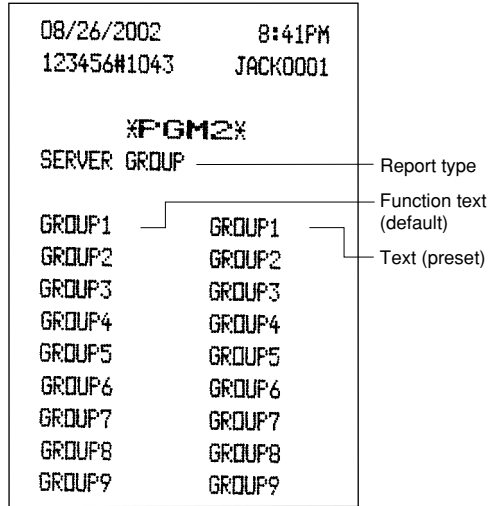 08/26/2002 8:41PM
123456#1043 JACK0001
*PGM2*
SERVER GROUP
Report type
Function text
(default)
GROUP1 GROUP1
Text (preset)
GROUP2 GROUP2
GROUP3 GROUP3
GROUP4 GROUP4
GROUP5 GROUP5
GROUP6 GROUP6
GROUP7 GROUP7
GROUP8 GROUP8
GROUP9 GROUP9